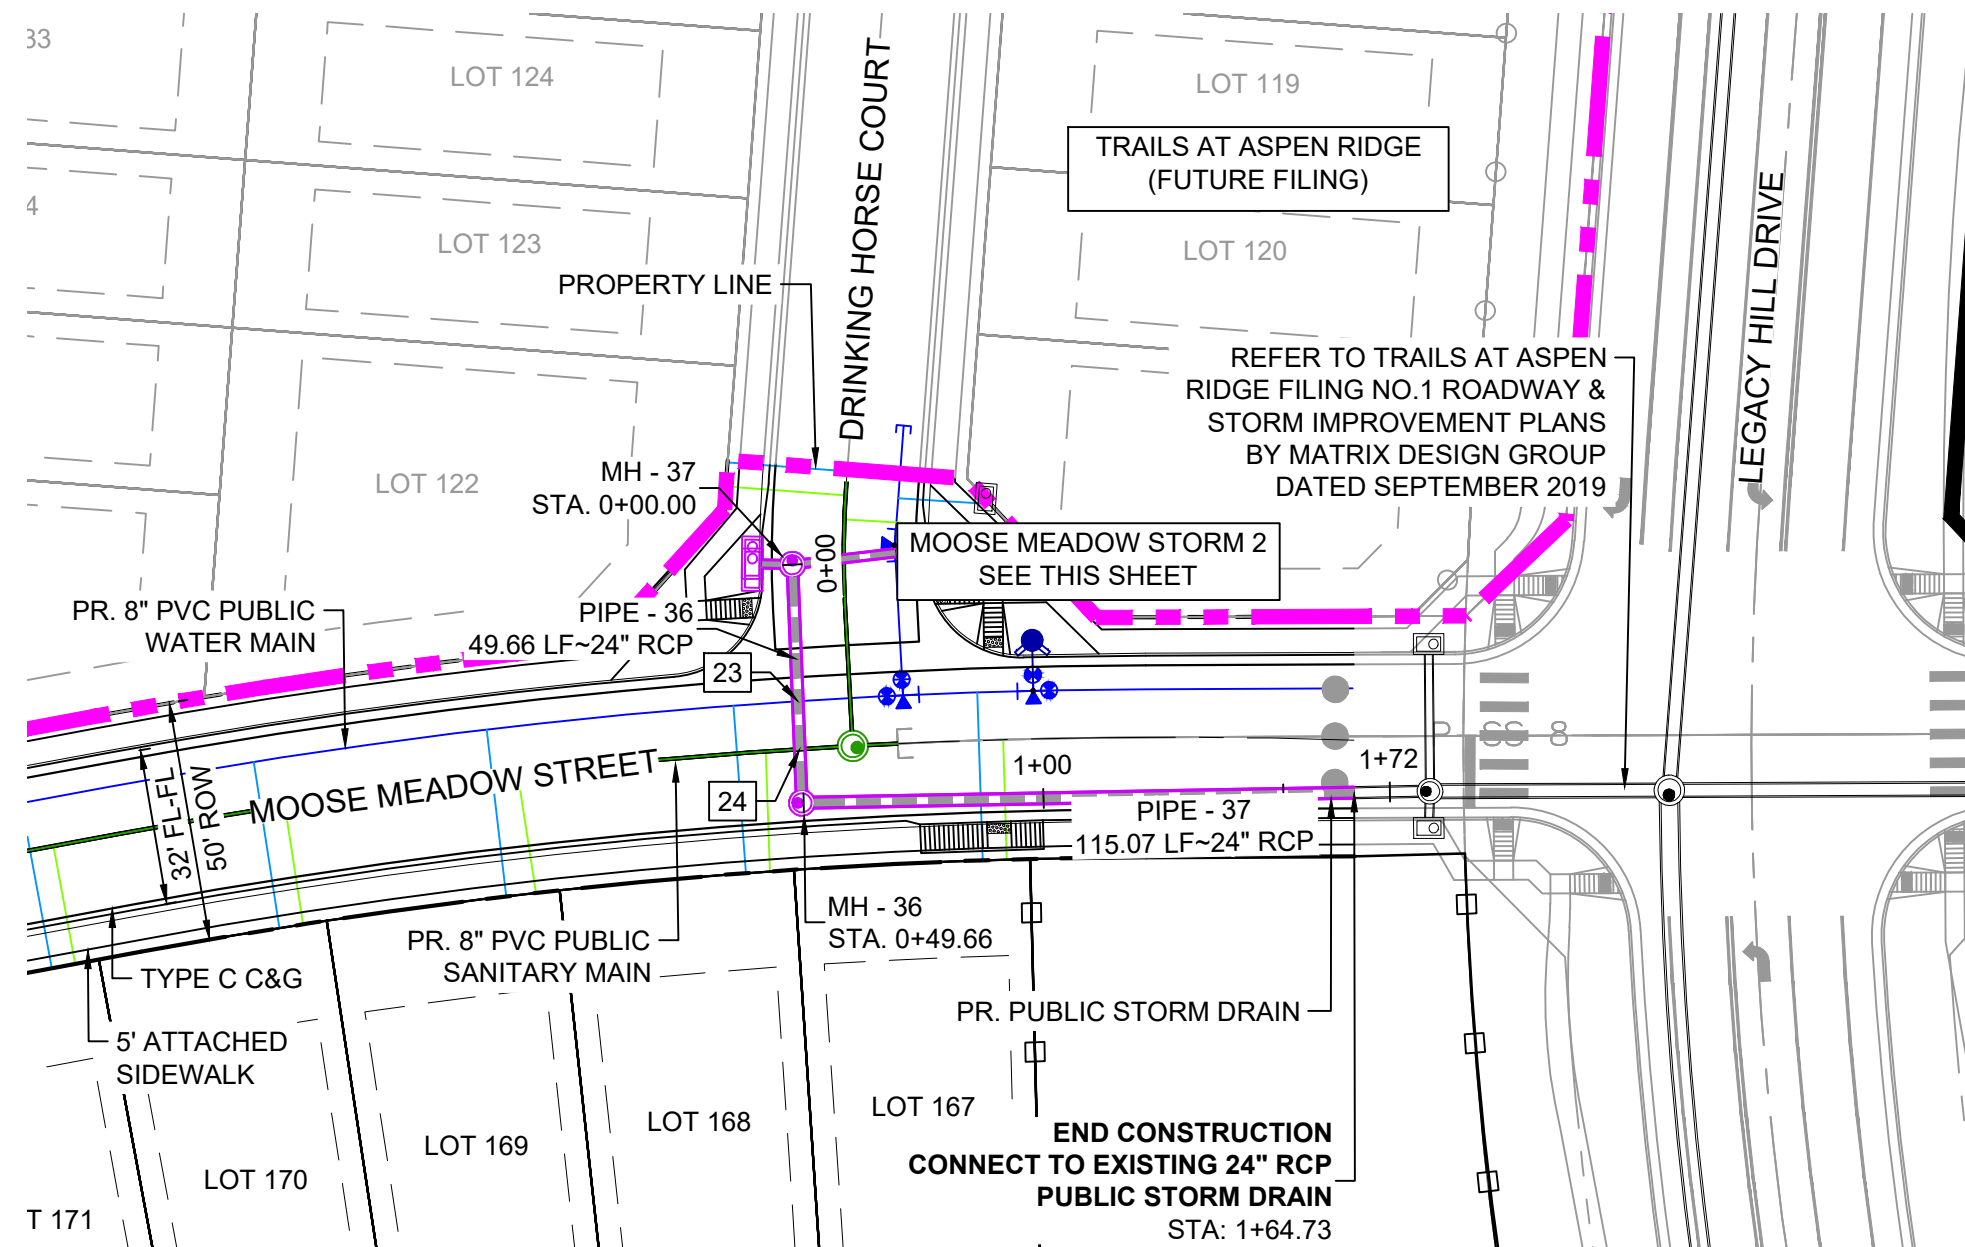 33
LOT 124
LOT 119
TRAILS AT ASPEN RIDGE
(FUTURE FILING)
DRINKING HORSE COURT
LEGACY HILL DRIVE
4
LOT 123
LOT 120
PROPERTY LINE
REFER TO TRAILS AT ASPEN
RIDGE FILING NO.1 ROADWAY &
STORM IMPROVEMENT PLANS
BY MATRIX DESIGN GROUP
DATED SEPTEMBER 2019
LOT 122
MH - 37
STA. 0+00.00
0+00
MOOSE MEADOW STORM 2
SEE THIS SHEET
PR. 8" PVC PUBLIC
WATER MAIN
PIPE - 36
49.66 LF~24" RCP
23
24
MOOSE MEADOW STREET
32' FL-FL
50' ROW
1+00
1+72
SS 8
PIPE - 37
115.07 LF~24" RCP
MH - 36
STA. 0+49.66
PR. 8" PVC PUBLIC
SANITARY MAIN
TYPE C C&G
5' ATTACHED
SIDEWALK
PR. PUBLIC STORM DRAIN
LOT 167
LOT 168
LOT 169
LOT 170
T 171
END CONSTRUCTION
CONNECT TO EXISTING 24" RCP
PUBLIC STORM DRAIN
STA: 1+64.73